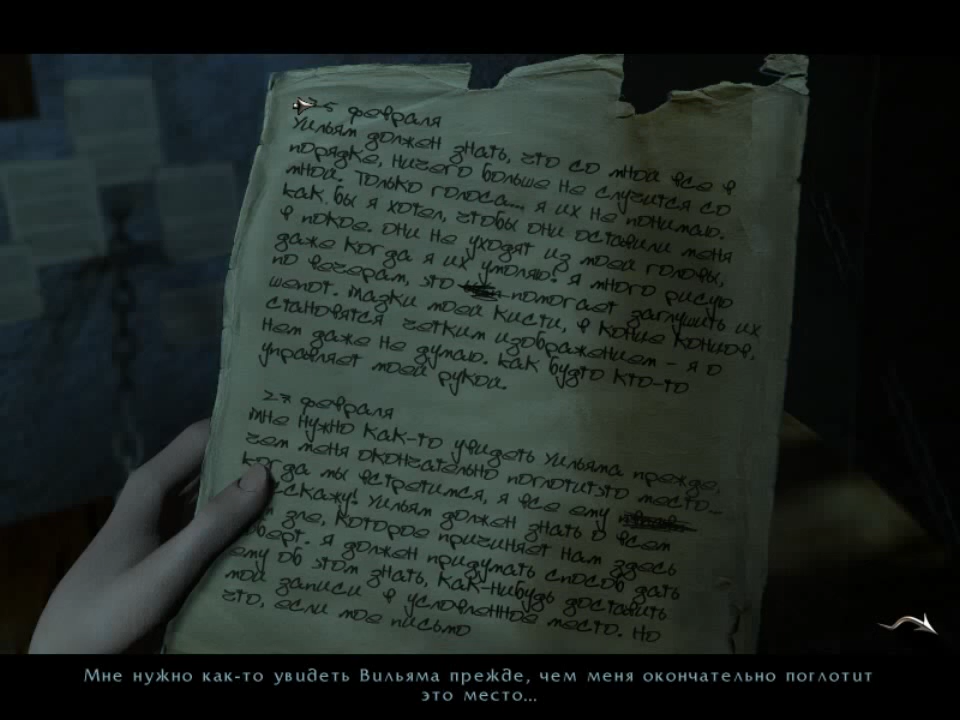 25 февраля
Уильям должен знать, что со мной все в
порядке, ничего больше не случится со
мной. Только голоса... я их не понимаю.
Как бы я хотел, чтобы они оставили меня
в покое. Они не уходят из моей головы,
даже когда я их умоляю! Я много рисую
по вечерам, это помогает заглушить их
шепот. Мазки моей кисти, в конце концов,
становятся четким изображением - я о
нем даже не думаю. Как будто кто-то
управляет моей рукой.
27 февраля
Мне нужно как-то увидеть Уильяма прежде,
чем меня окончательно поглотит это место...
Когда мы встретимся, я все ему
скажу! Уильям должен знать о всем
зле, которое причиняет нам здесь
берт. Я должен придумать способ дать
ему об этом знать, как-нибудь доставить
мои записи в условленное место. Но
что, если мое письмо
Мне нужно как-то увидеть Вильяма прежде, чем меня окончательно поглотит
это место...